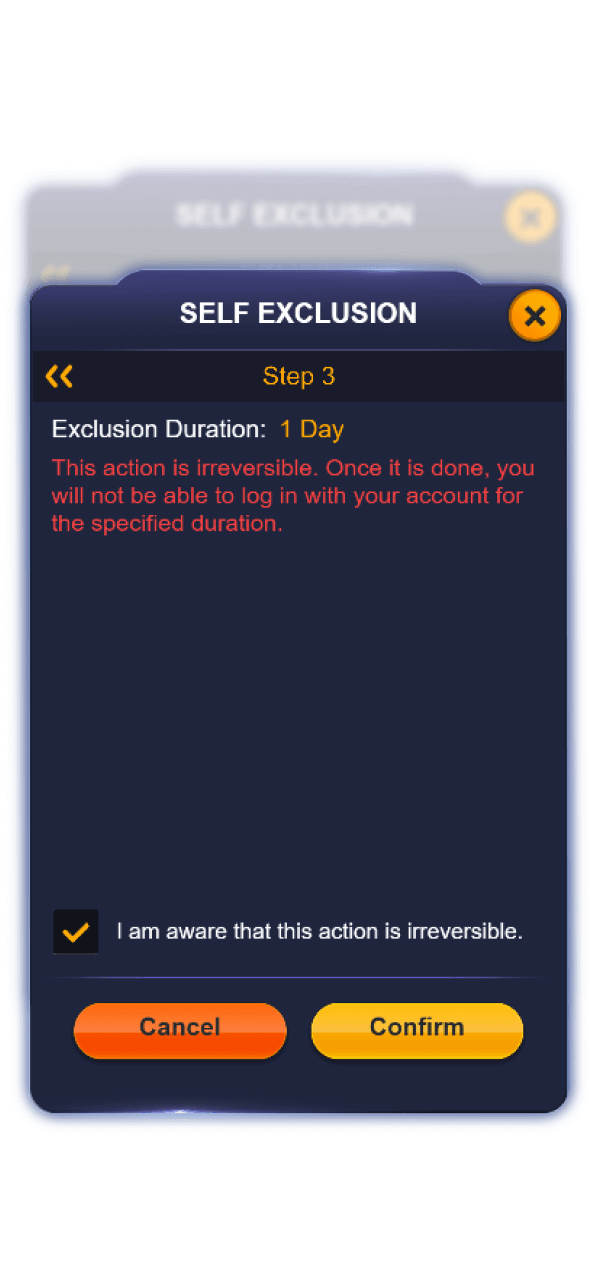 SELF EXCLUSION
SELF EXCLUSION
Step 3
Exclusion Duration: 1 Day
This action is irreversible. Once it is done, you
will not be able to log in with your account for
the specified duration.
I am aware that this action is irreversible.
Cancel
Confirm